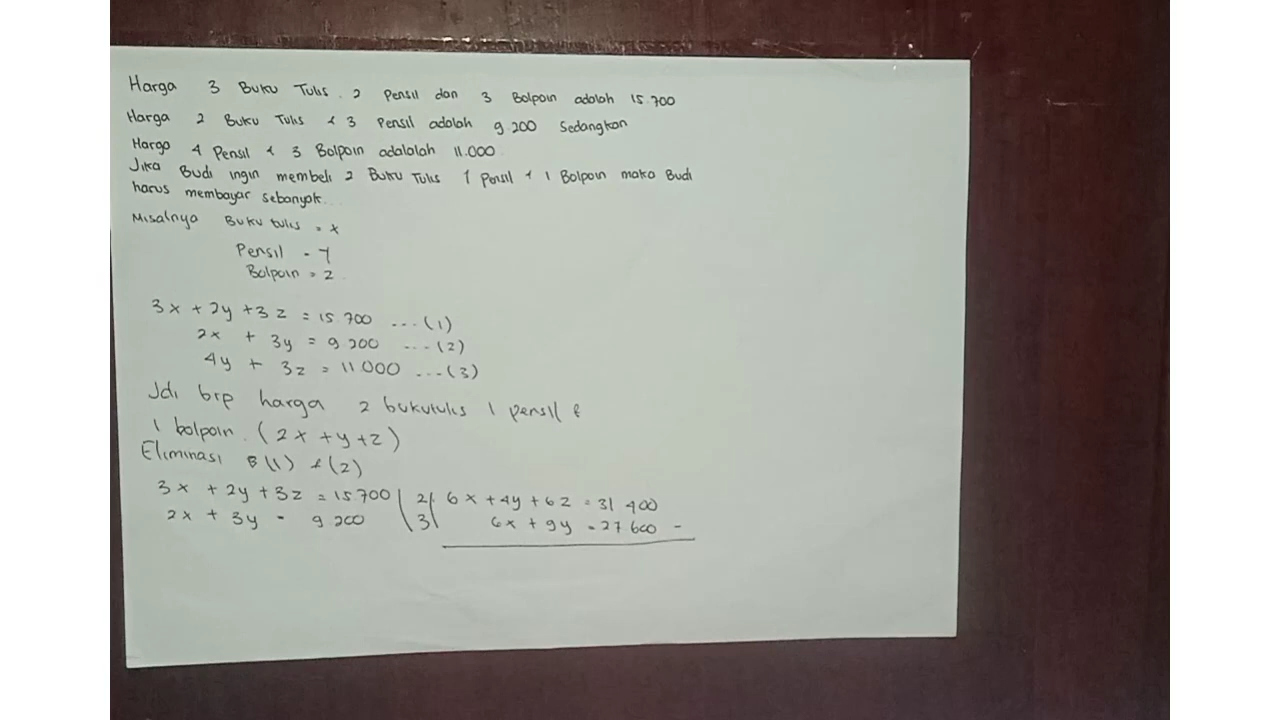 Harga 3 Buku Tulis. 2 Pensil dan 3 Bolpoin adalah 15.700
Harga 2 Buku Tulis & 3 Pensil adalah 9.200 Sedangkan
Harga 4 Pensil & 3 Bolpoin adalalah 11.000
Jika Budi ingin membeli 2 Buku Tulis 1 Pensil & 1 Bolpoin maka Budi
harus membayar sebanyak...
Misalnya Buku tulis = x
Pensil = y
Bolpoin = z
3x + 2y + 3z = 15.700 ...(1)
2x + 3y = 9.200 ...(2)
4y + 3z = 11.000 ...(3)
Jdi brp harga 2 bukutulis 1 pensil &
1 bolpoin. (2x + y + z)
Eliminasi (1) & (2)
3x + 2y + 3z = 15.700 | 2 | 6x + 4y + 6z = 31.400
2x + 3y = 9.200 | 3 | 6x + 9y = 27.600 -